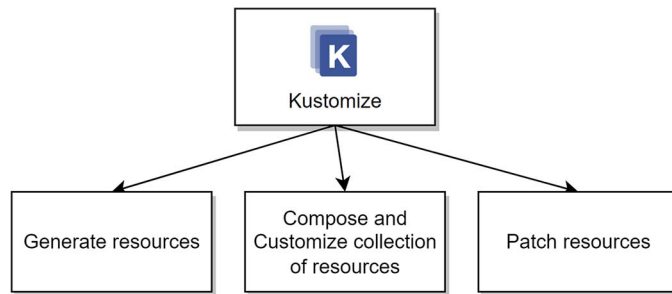 K
Kustomize
Generate resources
Compose and
Customize collection
of resources
Patch resources